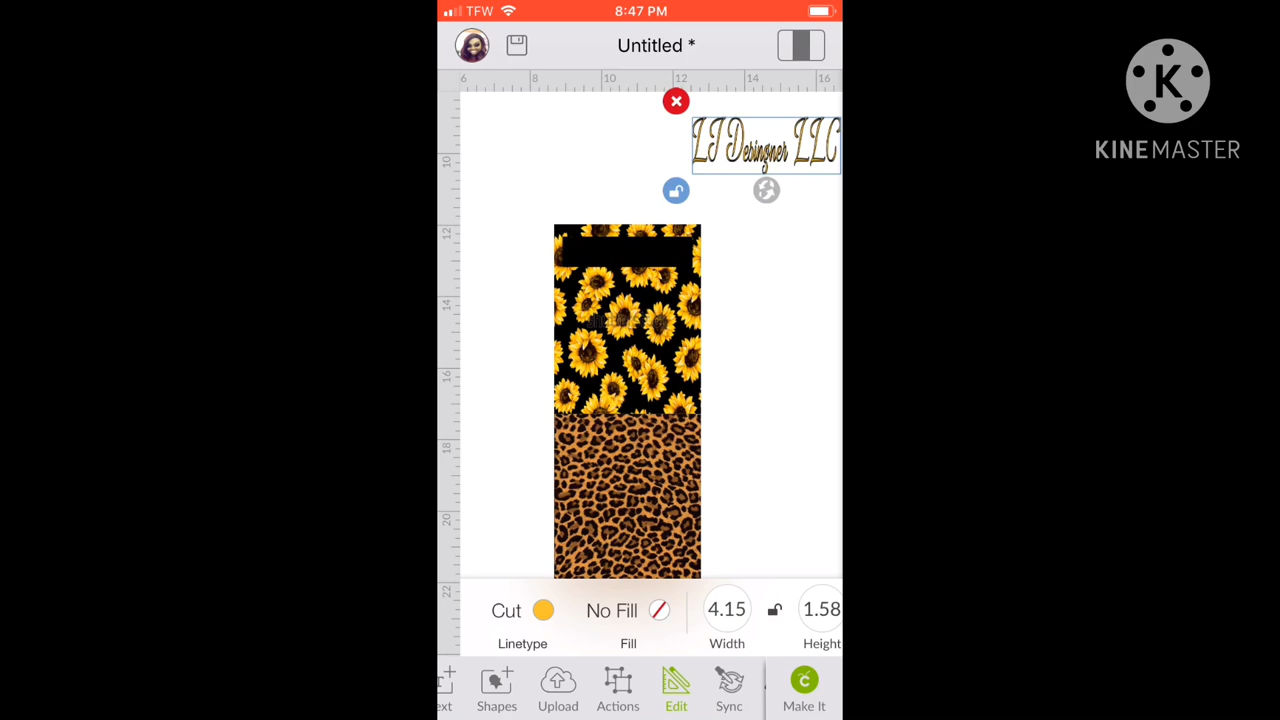 TFW 8:47 PM
Untitled *
6 8 10 12 14 16
LJ Deringner LLC
10
12
14
16
18
20
22
Cut No Fill 4.15 1.58
Linetype Fill Width Height
ext Shapes Upload Actions Edit Sync Make It
K
KINEMASTER